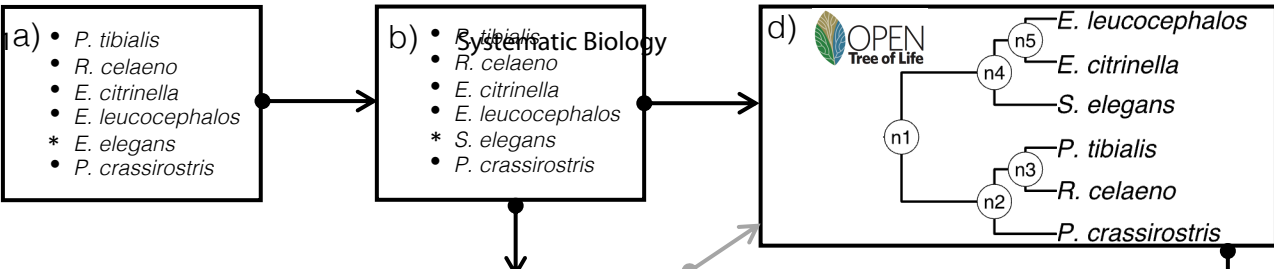 a)
• P. tibialis
• R. celaeno
• E. citrinella
• E. leucocephalos
* E. elegans
• P. crassirostris
b)
Systematic Biology
• P. tibialis
• R. celaeno
• E. citrinella
• E. leucocephalos
* S. elegans
• P. crassirostris
d)
OPEN
Tree of Life
E. leucocephalos
n5
E. citrinella
n4
S. elegans
n1
P. tibialis
n3
R. celaeno
n2
P. crassirostris